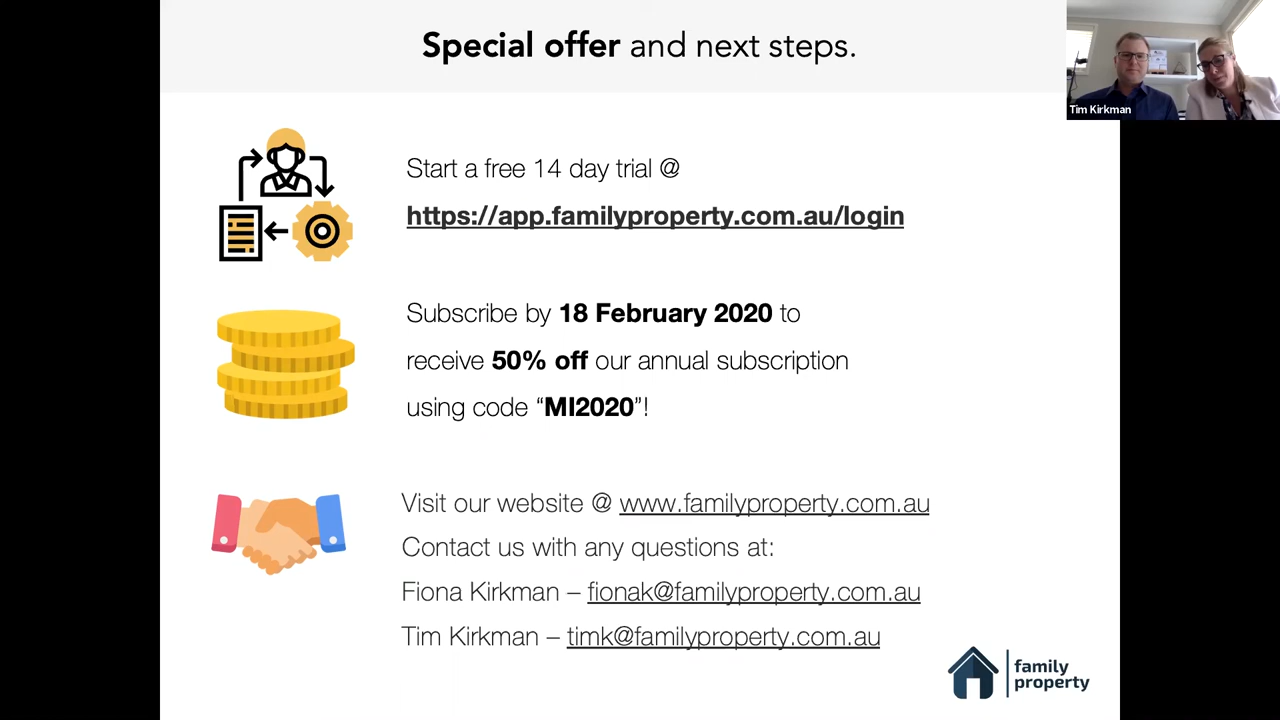 Special offer and next steps.
Tim Kirkman
Start a free 14 day trial @
https://app.familyproperty.com.au/login
Subscribe by 18 February 2020 to
receive 50% off our annual subscription
using code “MI2020”!
Visit our website @ www.familyproperty.com.au
Contact us with any questions at:
Fiona Kirkman – fionak@familyproperty.com.au
Tim Kirkman – timk@familyproperty.com.au
family
property